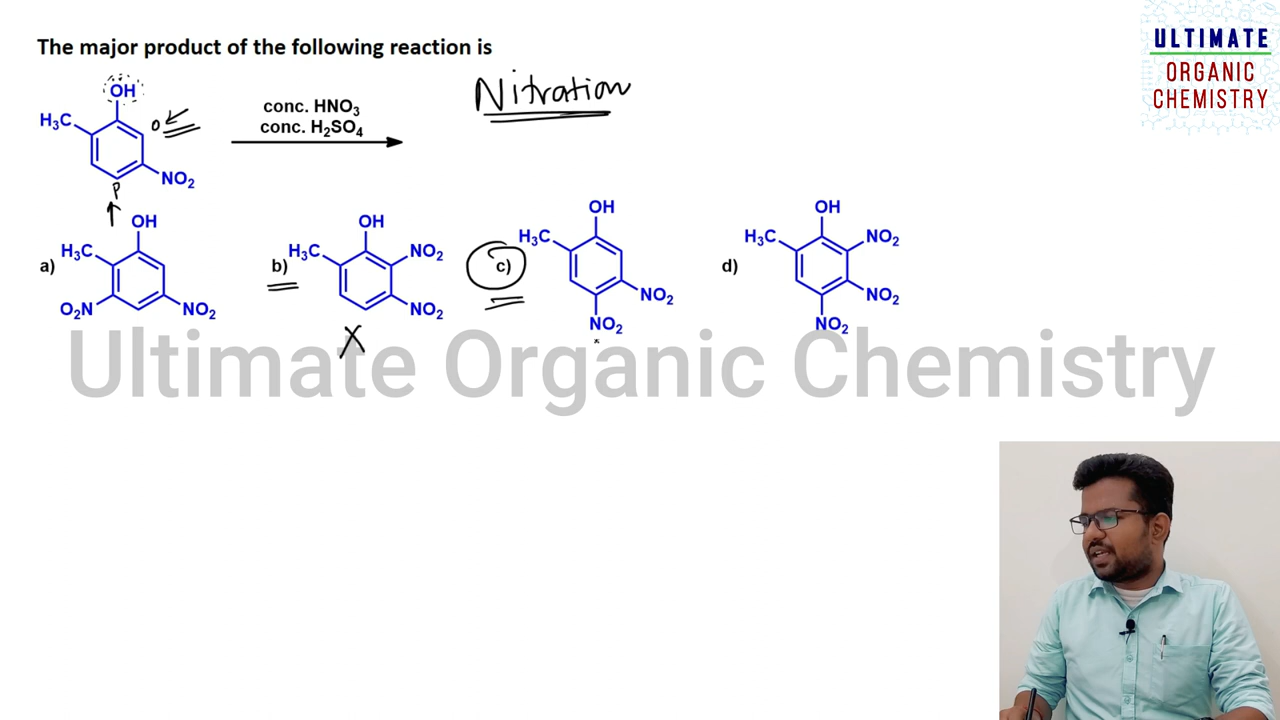 The major product of the following reaction is
ULTIMATE
ORGANIC
CHEMISTRY
Nitration
OH
H3C
o
NO2
P
conc. HNO3
conc. H2SO4
a)
OH
H3C
O2N
NO2
b)
OH
H3C
NO2
NO2
X
c)
OH
H3C
NO2
NO2
d)
OH
H3C
NO2
NO2
NO2
Ultimate Organic Chemistry